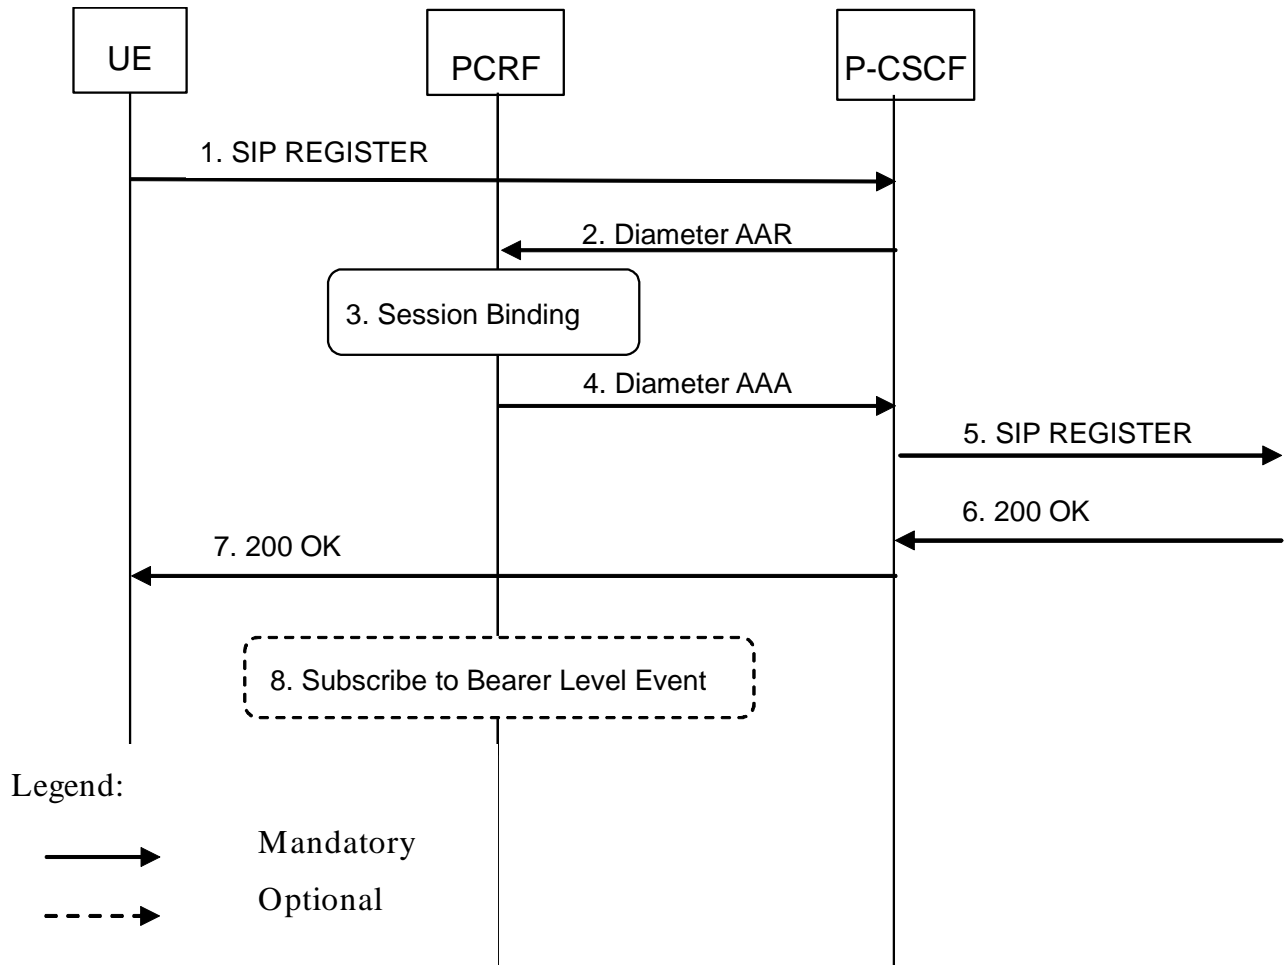 UE
PCRF
P-CSCF
1. SIP REGISTER
2. Diameter AAR
3. Session Binding
4. Diameter AAA
5. SIP REGISTER
6. 200 OK
7. 200 OK
8. Subscribe to Bearer Level Event
Legend:
Mandatory
Optional